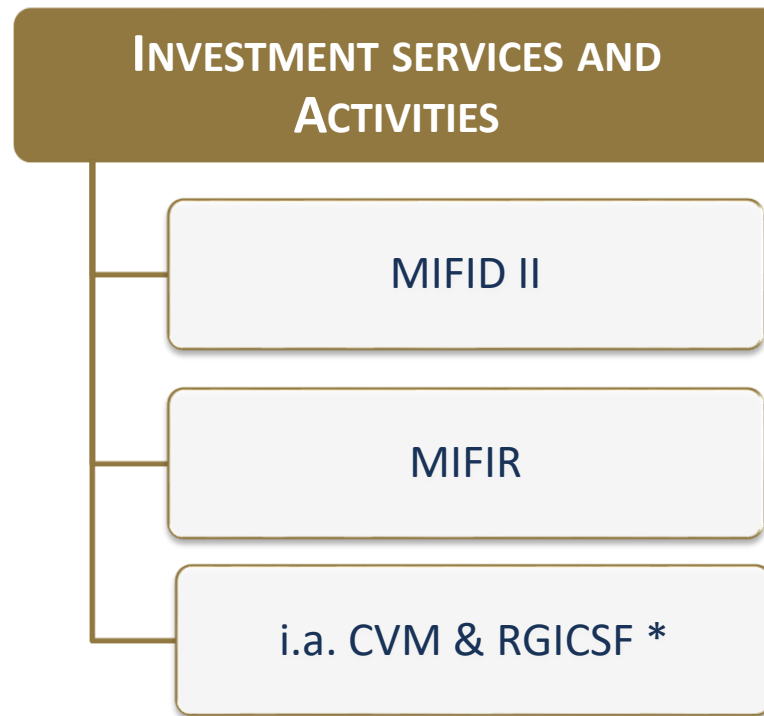 INVESTMENT SERVICES AND
ACTIVITIES
MIFID II
MIFIR
i.a. CVM & RGICSF *